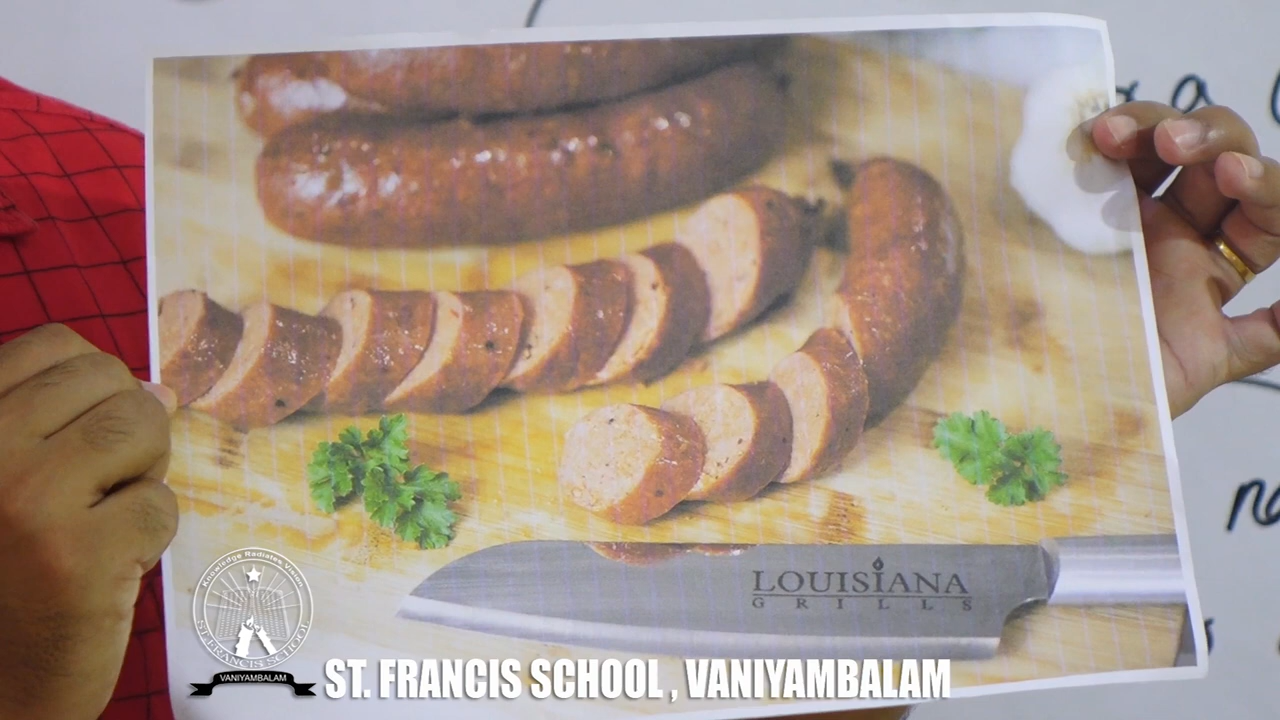 LOUISIANA
GRILLS
Knowledge Radiates Vision
ST. FRANCIS SCHOOL
VANIYAMBALAM
ST. FRANCIS SCHOOL, VANIYAMBALAM